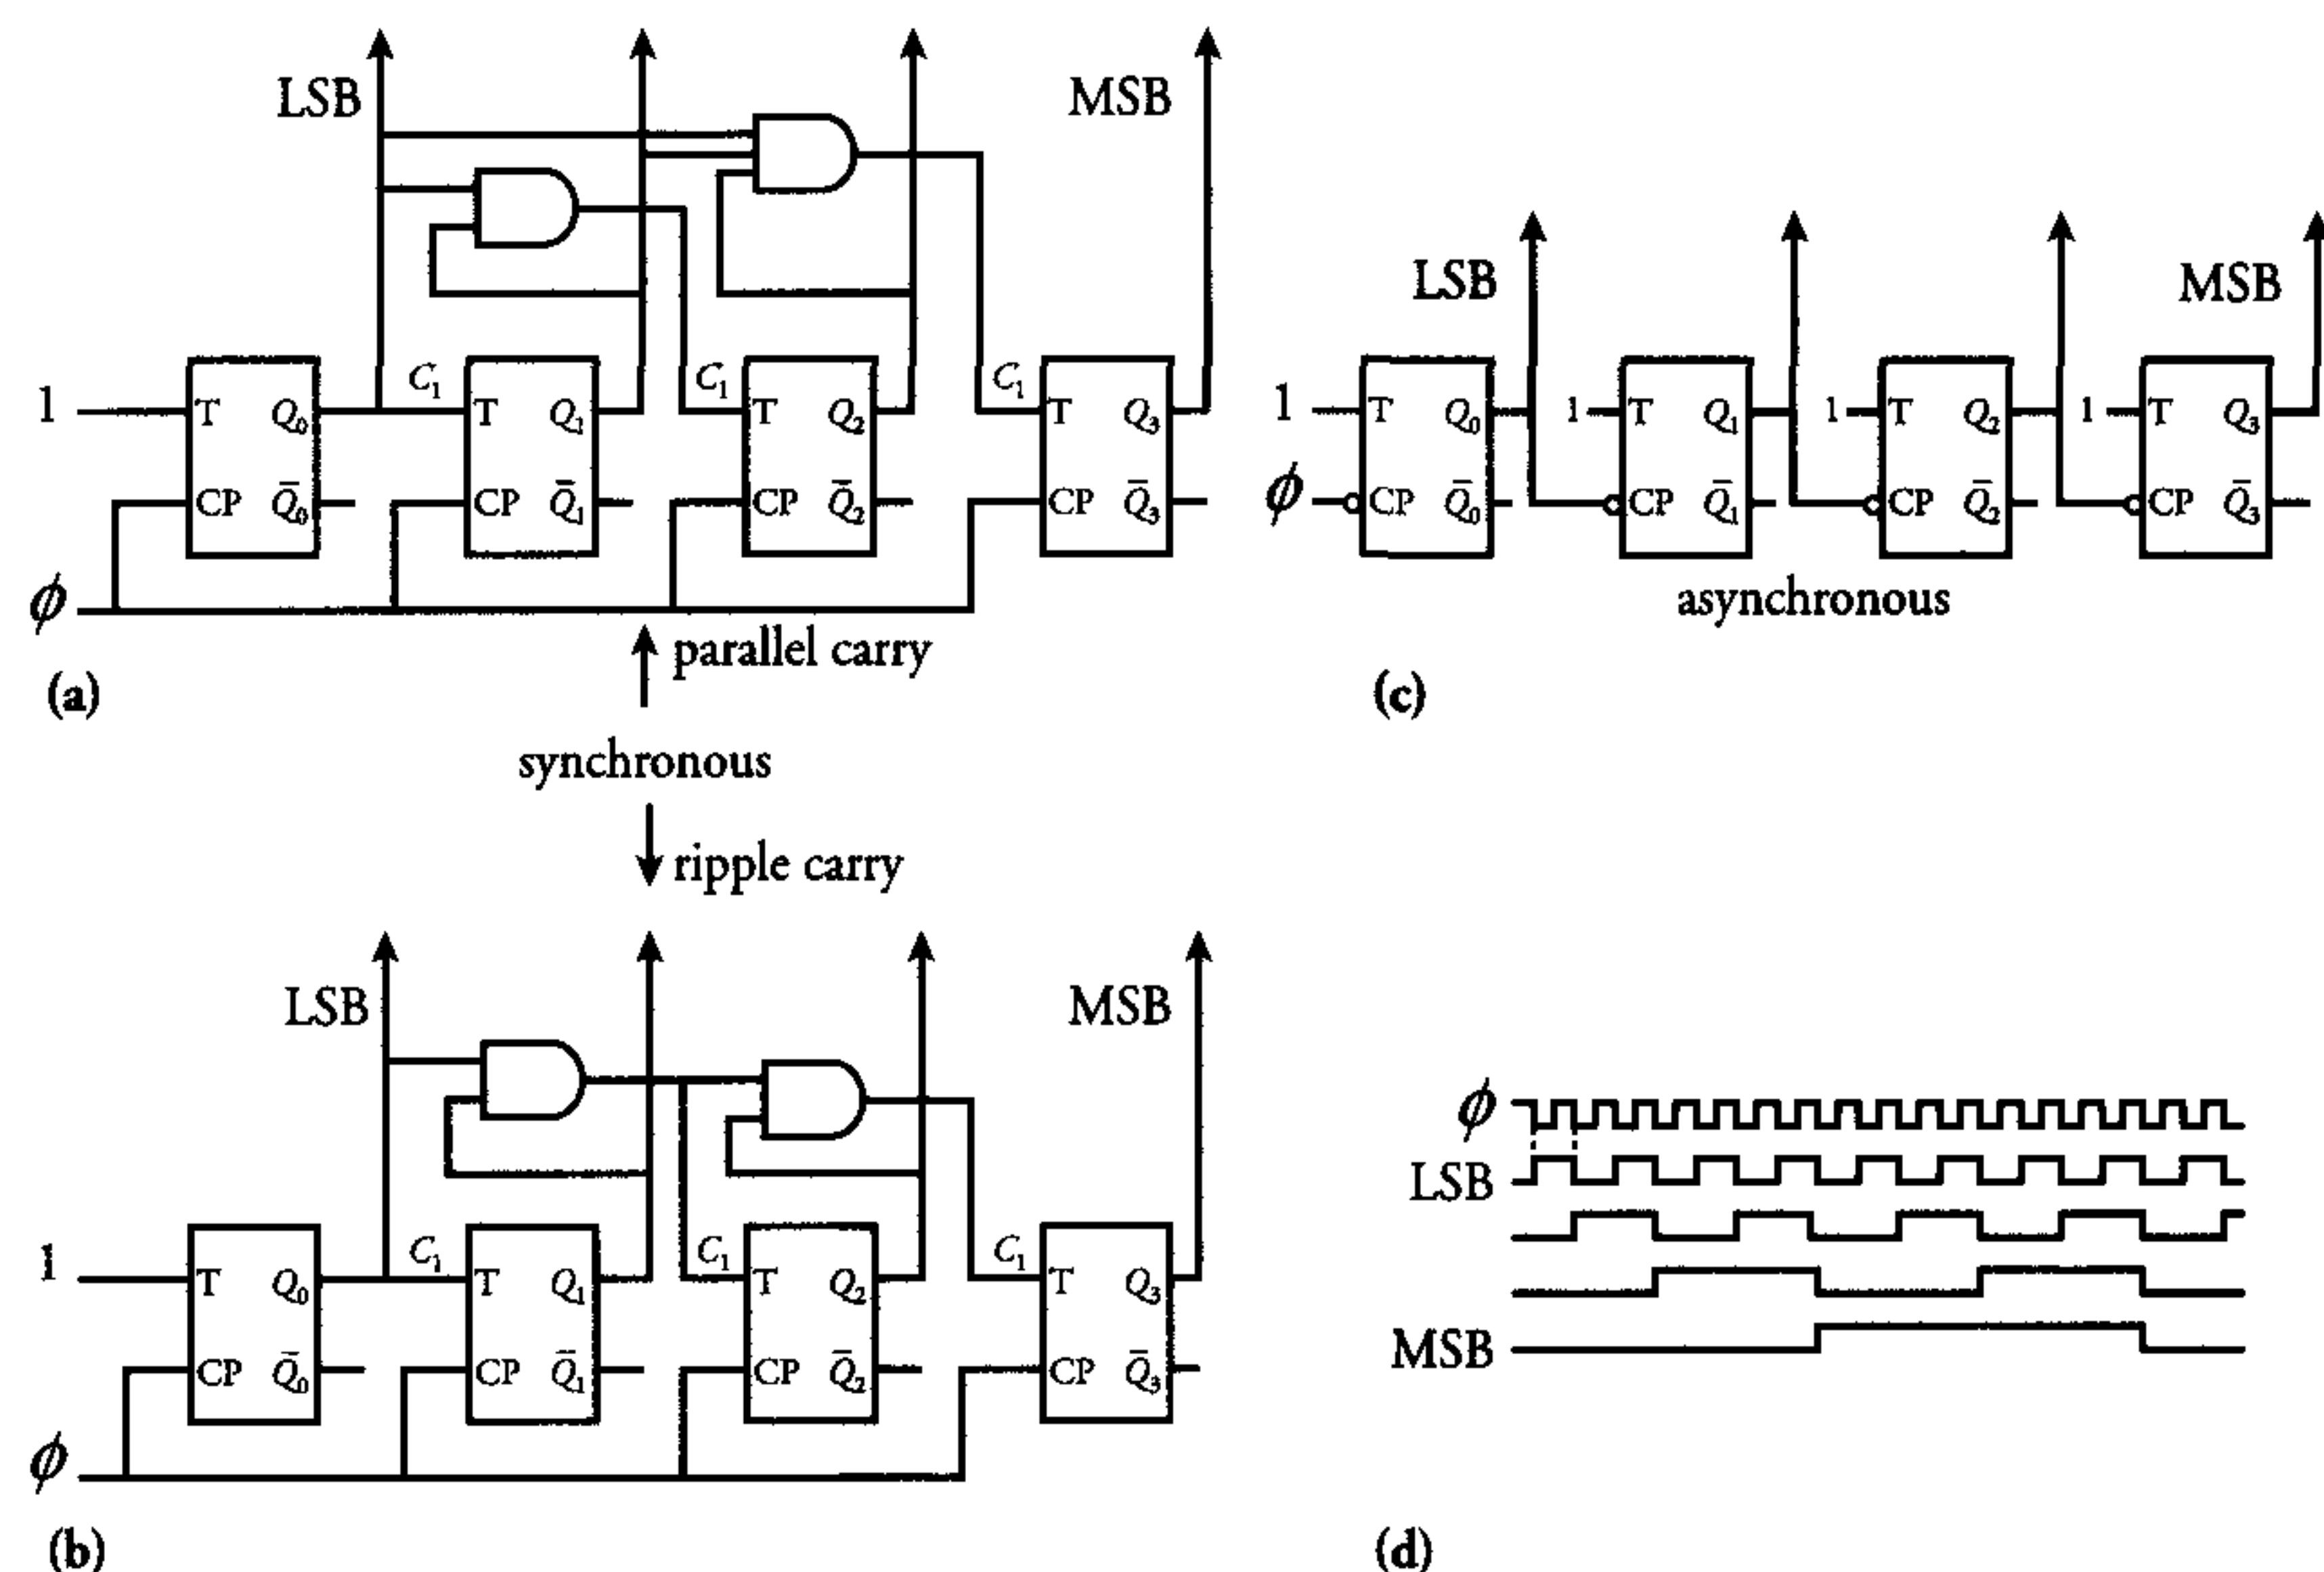 LSB
MSB
1
T Q₀
C₁
T Q₁
C₁
T Q₂
C₁
T Q₃
CP Q̄₀
CP Q̄₁
CP Q̄₂
CP Q̄₃
ϕ
parallel carry
(a)
synchronous
ripple carry
LSB
MSB
1
T Q₀
C₁
T Q₁
C₁
T Q₂
C₁
T Q₃
CP Q̄₀
CP Q̄₁
CP Q̄₂
CP Q̄₃
ϕ
(b)
LSB
MSB
1
T Q₀
1
T Q₁
1
T Q₂
1
T Q₃
ϕ
CP Q̄₀
CP Q̄₁
CP Q̄₂
CP Q̄₃
asynchronous
(c)
ϕ
LSB
MSB
(d)